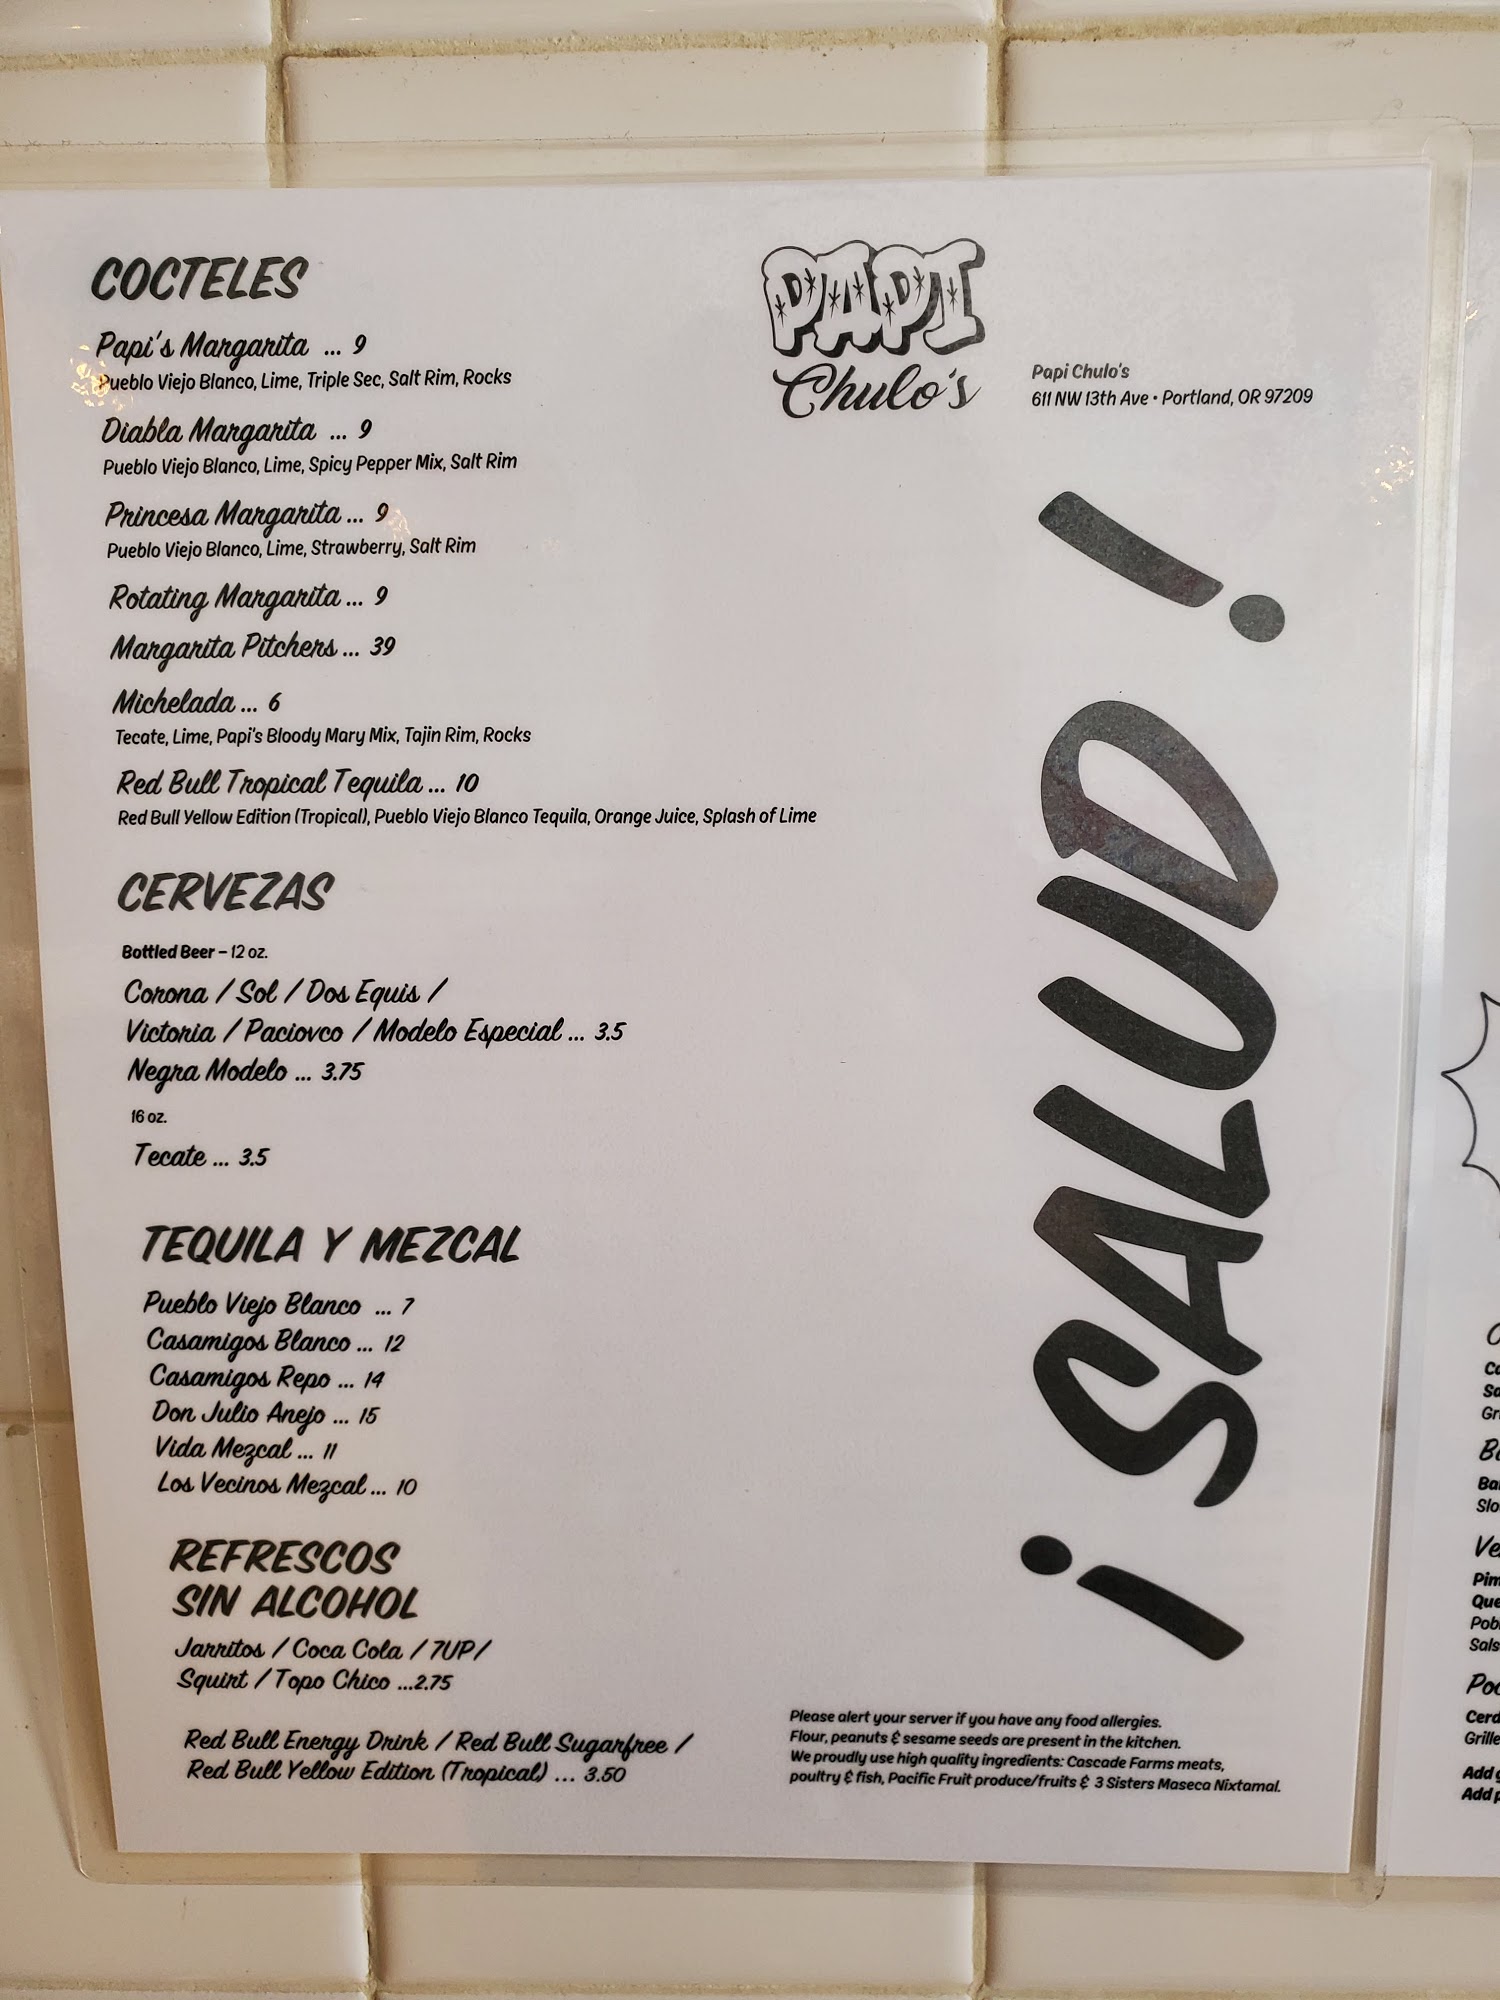 COCTELES
Papi's Margarita ... 9
Pueblo Viejo Blanco, Lime, Triple Sec, Salt Rim, Rocks
Diabla Margarita ... 9
Pueblo Viejo Blanco, Lime, Spicy Pepper Mix, Salt Rim
Princesa Margarita ... 9
Pueblo Viejo Blanco, Lime, Strawberry, Salt Rim
Rotating Margarita ... 9
Margarita Pitchers ... 39
Michelada ... 6
Tecate, Lime, Papi's Bloody Mary Mix, Tajin Rim, Rocks
Red Bull Tropical Tequila ... 10
Red Bull Yellow Edition (Tropical), Pueblo Viejo Blanco Tequila, Orange Juice, Splash of Lime
CERVEZAS
Bottled Beer – 12 oz.
Corona / Sol / Dos Equis /
Victoria / Paciovco / Modelo Especial ... 3.5
Negra Modelo ... 3.75
16 oz.
Tecate ... 3.5
TEQUILA Y MEZCAL
Pueblo Viejo Blanco ... 7
Casamigos Blanco ... 12
Casamigos Repo ... 14
Don Julio Anejo ... 15
Vida Mezcal ... 11
Los Vecinos Mezcal ... 10
REFRESCOS
SIN ALCOHOL
Jarritos / Coca Cola / 7UP /
Squirt / Topo Chico ...2.75
Red Bull Energy Drink / Red Bull Sugarfree /
Red Bull Yellow Edition (Tropical) ... 3.50
PAPI
Chulo's
Papi Chulo's
611 NW 13th Ave • Portland, OR 97209
¡SALUD!
Please alert your server if you have any food allergies.
Flour, peanuts & sesame seeds are present in the kitchen.
We proudly use high quality ingredients: Cascade Farms meats,
poultry & fish, Pacific Fruit produce/fruits & 3 Sisters Maseca Nixtamal.
Add
Add